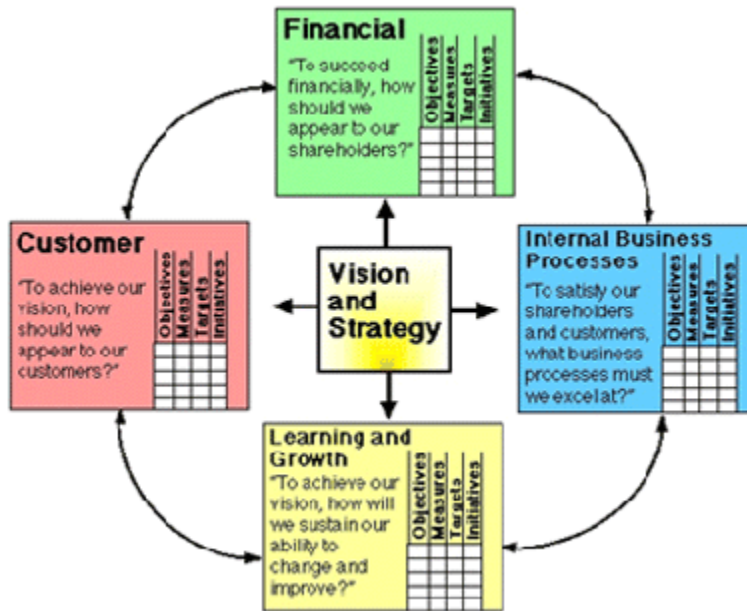 Financial
"To succeed
financially, how
should we
appear to our
shareholders?"
Objectives
Measures
Targets
Initiatives
Customer
"To achieve our
vision, how
should we
appear to our
customers?"
Objectives
Measures
Targets
Initiatives
Vision
and
Strategy
Internal Business
Processes
"To satisfy our
shareholders
and customers,
what business
processes must
we excel at?"
Objectives
Measures
Targets
Initiatives
Learning and
Growth
"To achieve our
vision, how will
we sustain our
ability to
change and
improve?"
Objectives
Measures
Targets
Initiatives